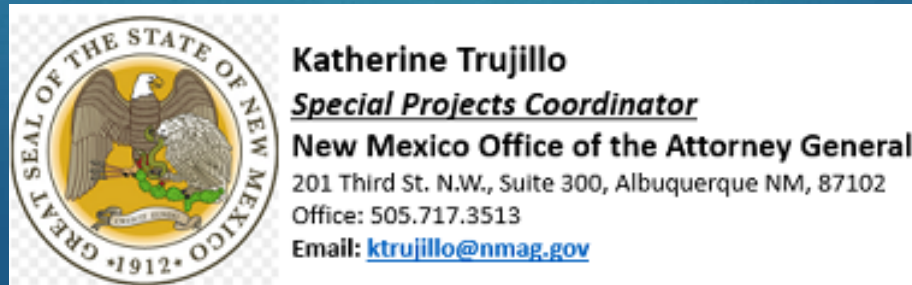 GREAT SEAL OF THE STATE OF NEW MEXICO
•1912•
Katherine Trujillo
Special Projects Coordinator
New Mexico Office of the Attorney General
201 Third St. N.W., Suite 300, Albuquerque NM, 87102
Office: 505.717.3513
Email: ktrujillo@nmag.gov